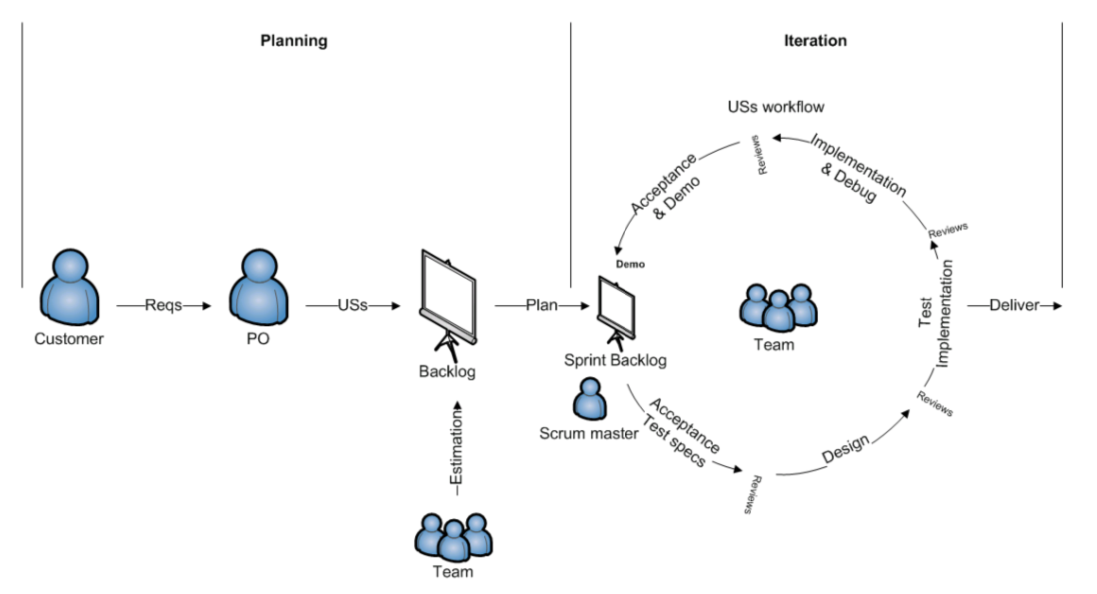 Planning
Iteration
USs workflow
Customer
Reqs
PO
USs
Backlog
Estimation
Team
Plan
Sprint Backlog
Scrum master
Acceptance
Test specs
Reviews
Design
Reviews
Test
Implementation
Reviews
Implementation
& Debug
Reviews
Acceptance
& Demo
Demo
Team
Deliver